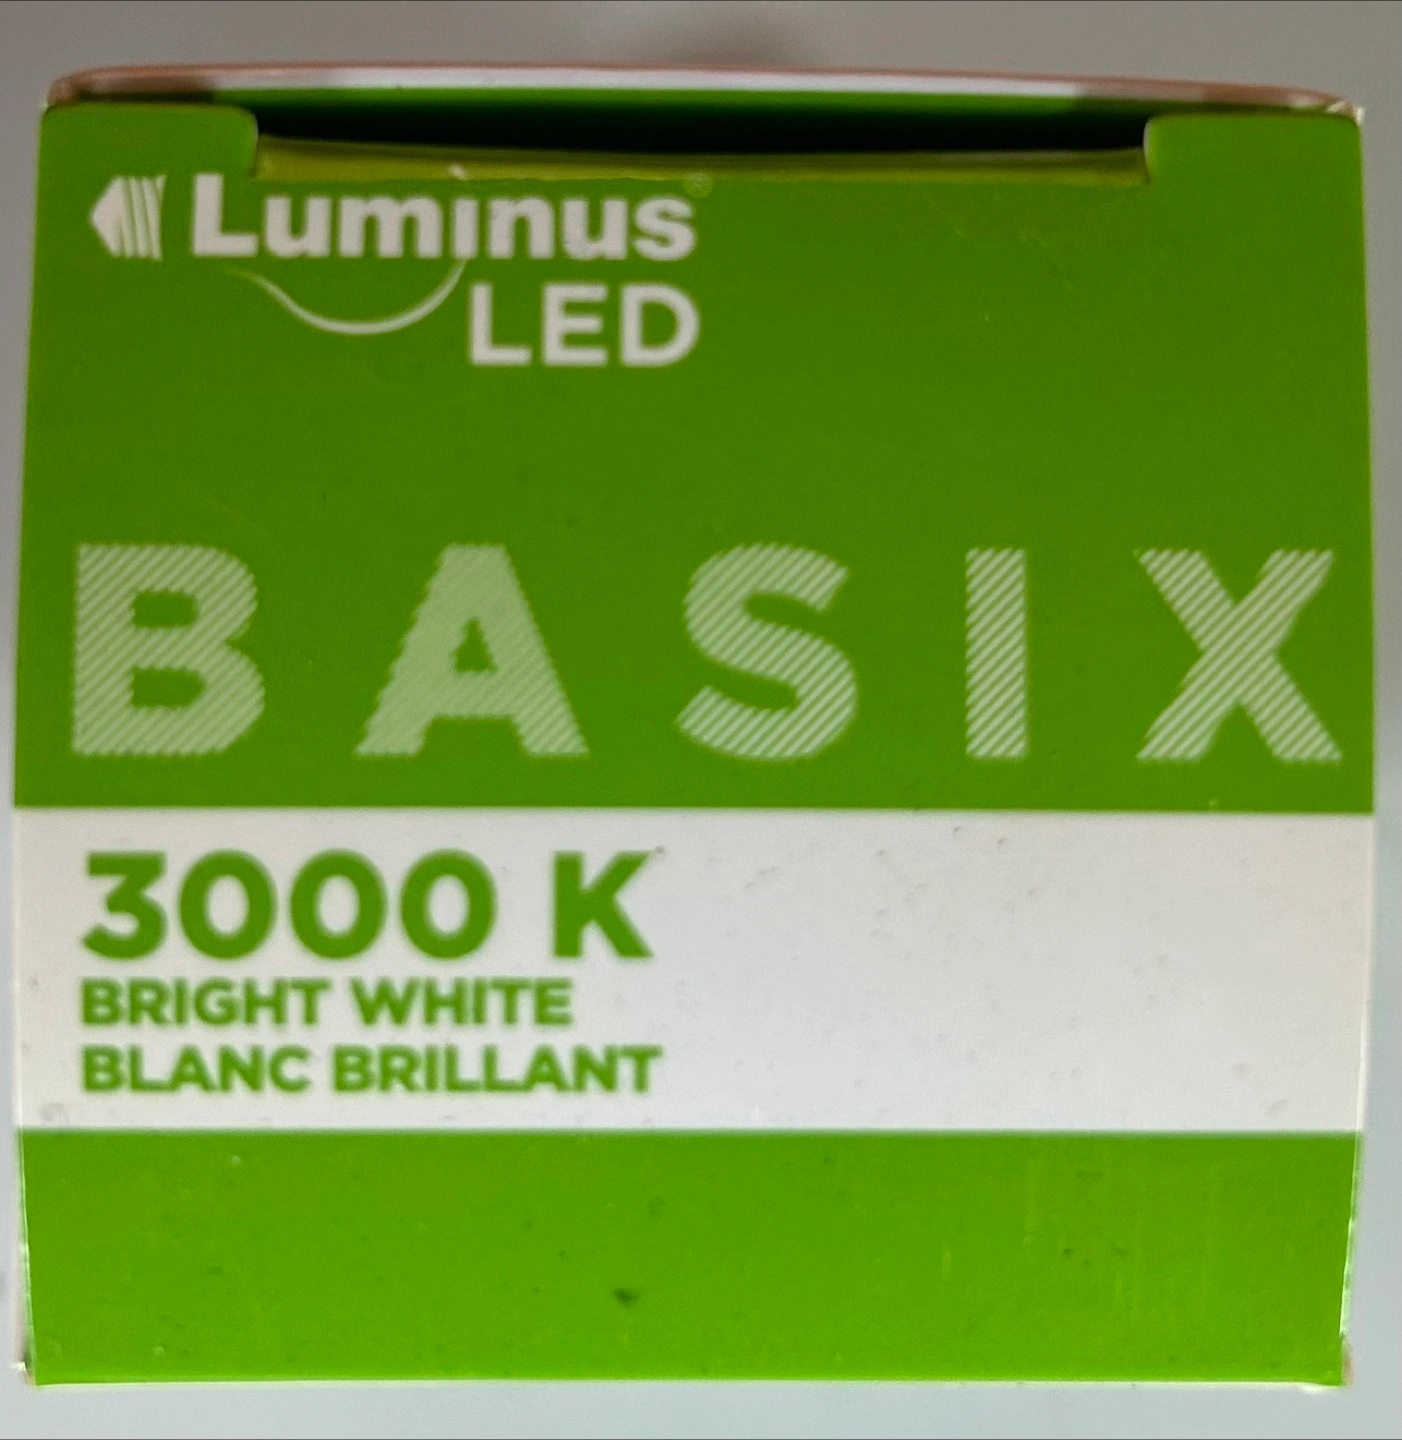 Luminus
LED
BASIX
3000 K
BRIGHT WHITE
BLANC BRILLANT